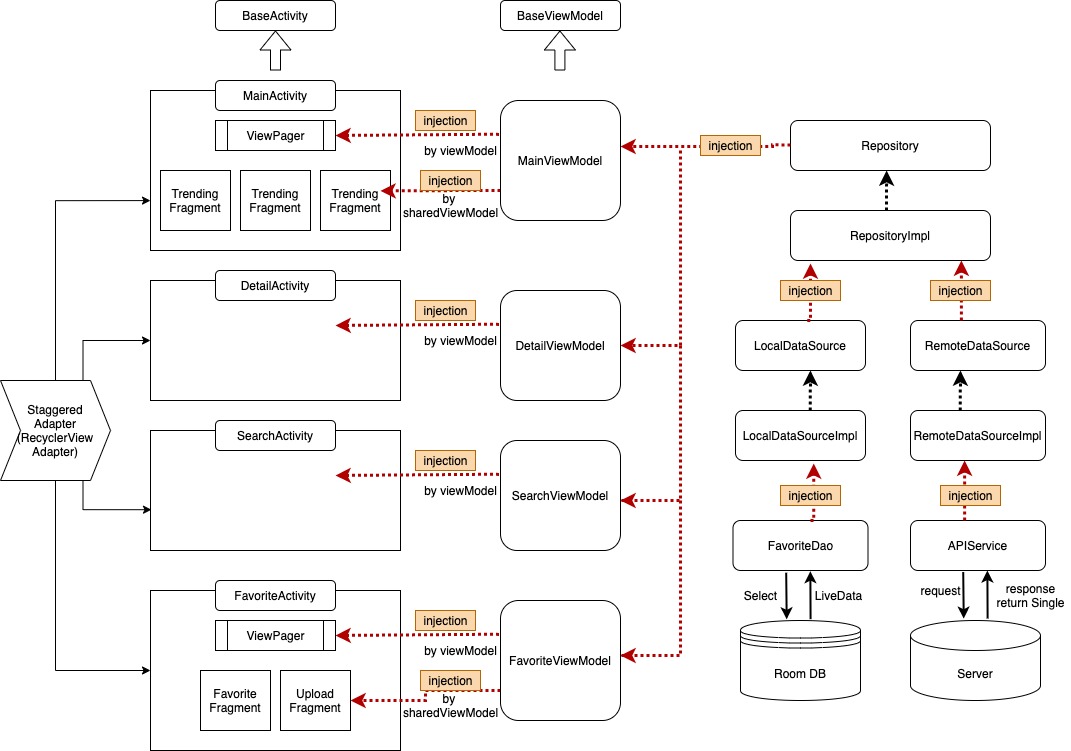 BaseActivity
BaseViewModel
MainActivity
ViewPager
injection
by viewModel
Trending
Fragment
Trending
Fragment
Trending
Fragment
injection
by
sharedViewModel
MainViewModel
injection
Repository
RepositoryImpl
injection
injection
DetailActivity
injection
by viewModel
DetailViewModel
LocalDataSource
RemoteDataSource
Staggered
Adapter
(RecyclerView
Adapter)
SearchActivity
injection
by viewModel
SearchViewModel
LocalDataSourceImpl
RemoteDataSourceImpl
injection
injection
FavoriteDao
APIService
Select
LiveData
request
response
return Single
Room DB
Server
FavoriteActivity
ViewPager
injection
by viewModel
Favorite
Fragment
Upload
Fragment
injection
by
sharedViewModel
FavoriteViewModel